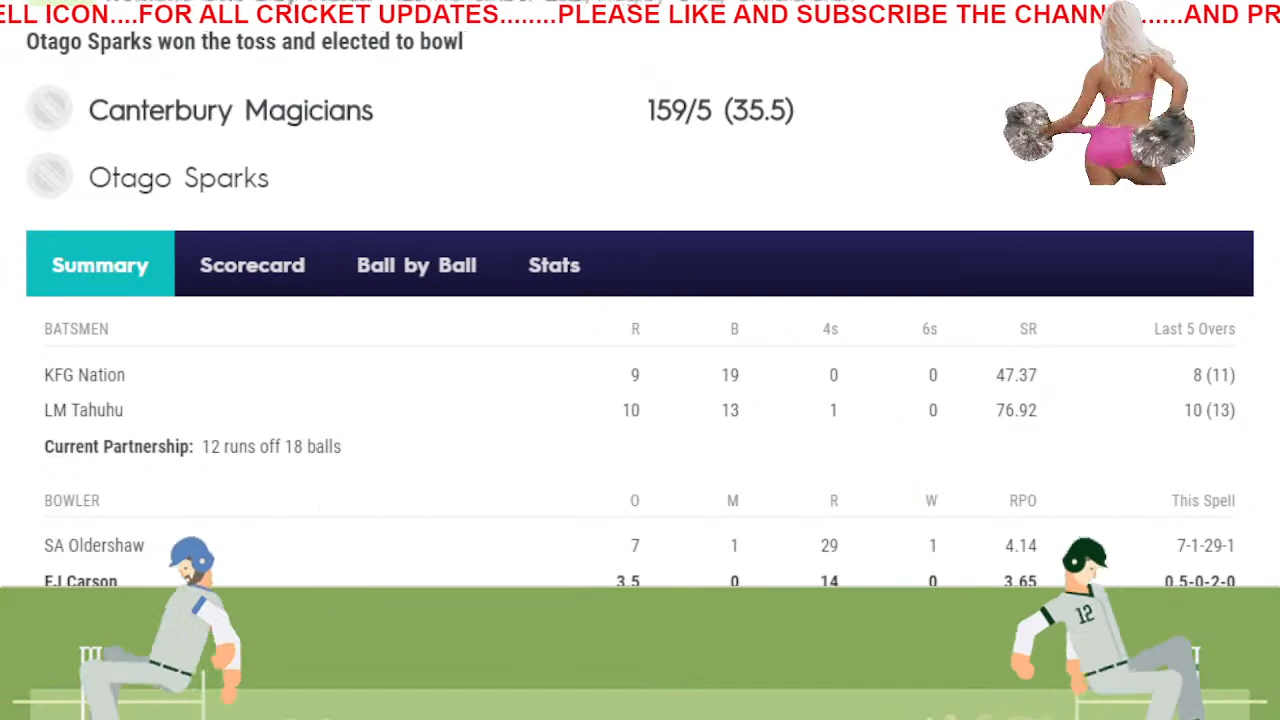 ELL ICON....FOR ALL CRICKET UPDATES........PLEASE LIKE AND SUBSCRIBE THE CHANN ......AND PR
Otago Sparks won the toss and elected to bowl
Canterbury Magicians 159/5 (35.5)
Otago Sparks
Summary Scorecard Ball by Ball Stats
BATSMEN R B 4s 6s SR Last 5 Overs
KFG Nation 9 19 0 0 47.37 8 (11)
LM Tahuhu 10 13 1 0 76.92 10 (13)
Current Partnership: 12 runs off 18 balls
BOWLER O M R W RPO This Spell
SA Oldershaw 7 1 29 1 4.14 7-1-29-1
EJ Carson 3.5 0 14 0 3.65 0.5-0-2-0
12